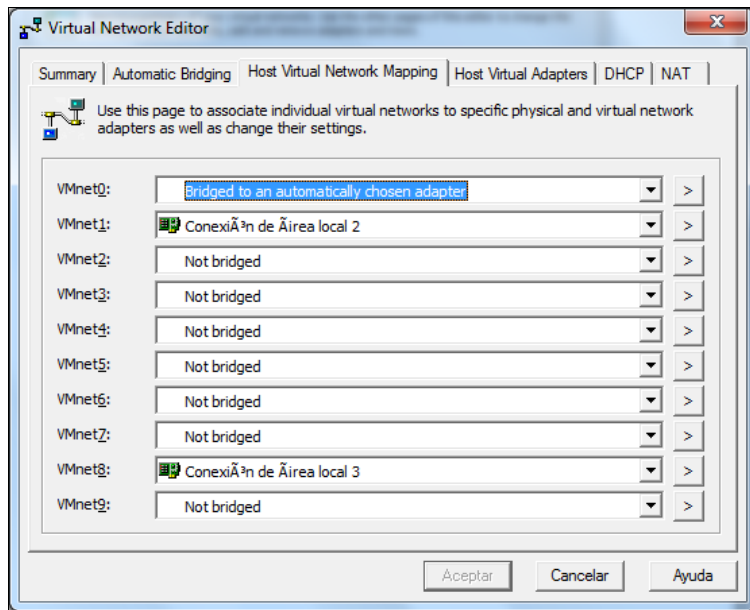 Virtual Network Editor
Summary Automatic Bridging Host Virtual Network Mapping Host Virtual Adapters DHCP NAT
Use this page to associate individual virtual networks to specific physical and virtual network
adapters as well as change their settings.
VMnet0: Bridged to an automatically chosen adapter >
VMnet1: ConexiÃ³n de Ãirea local 2 >
VMnet2: Not bridged >
VMnet3: Not bridged >
VMnet4: Not bridged >
VMnet5: Not bridged >
VMnet6: Not bridged >
VMnet7: Not bridged >
VMnet8: ConexiÃ³n de Ãirea local 3 >
VMnet9: Not bridged >
Aceptar Cancelar Ayuda